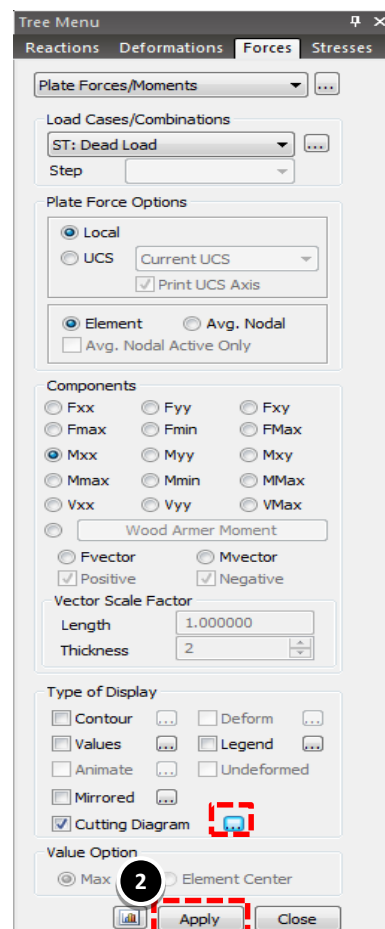 Tree Menu
Reactions Deformations Forces Stresses
Plate Forces/Moments ...
Load Cases/Combinations
ST: Dead Load ...
Step
Plate Force Options
Local
UCS Current UCS
Print UCS Axis
Element Avg. Nodal
Avg. Nodal Active Only
Components
Fxx Fyy Fxy
Fmax Fmin FMax
Mxx Myy Mxy
Mmax Mmin MMax
Vxx Vyy VMax
Wood Armer Moment
Fvector Mvector
Positive Negative
Vector Scale Factor
Length 1.000000
Thickness 2
Type of Display
Contour ... Deform ...
Values ... Legend ...
Animate ... Undeformed
Mirrored ...
Cutting Diagram ...
Value Option
Max 2 Element Center
Apply Close